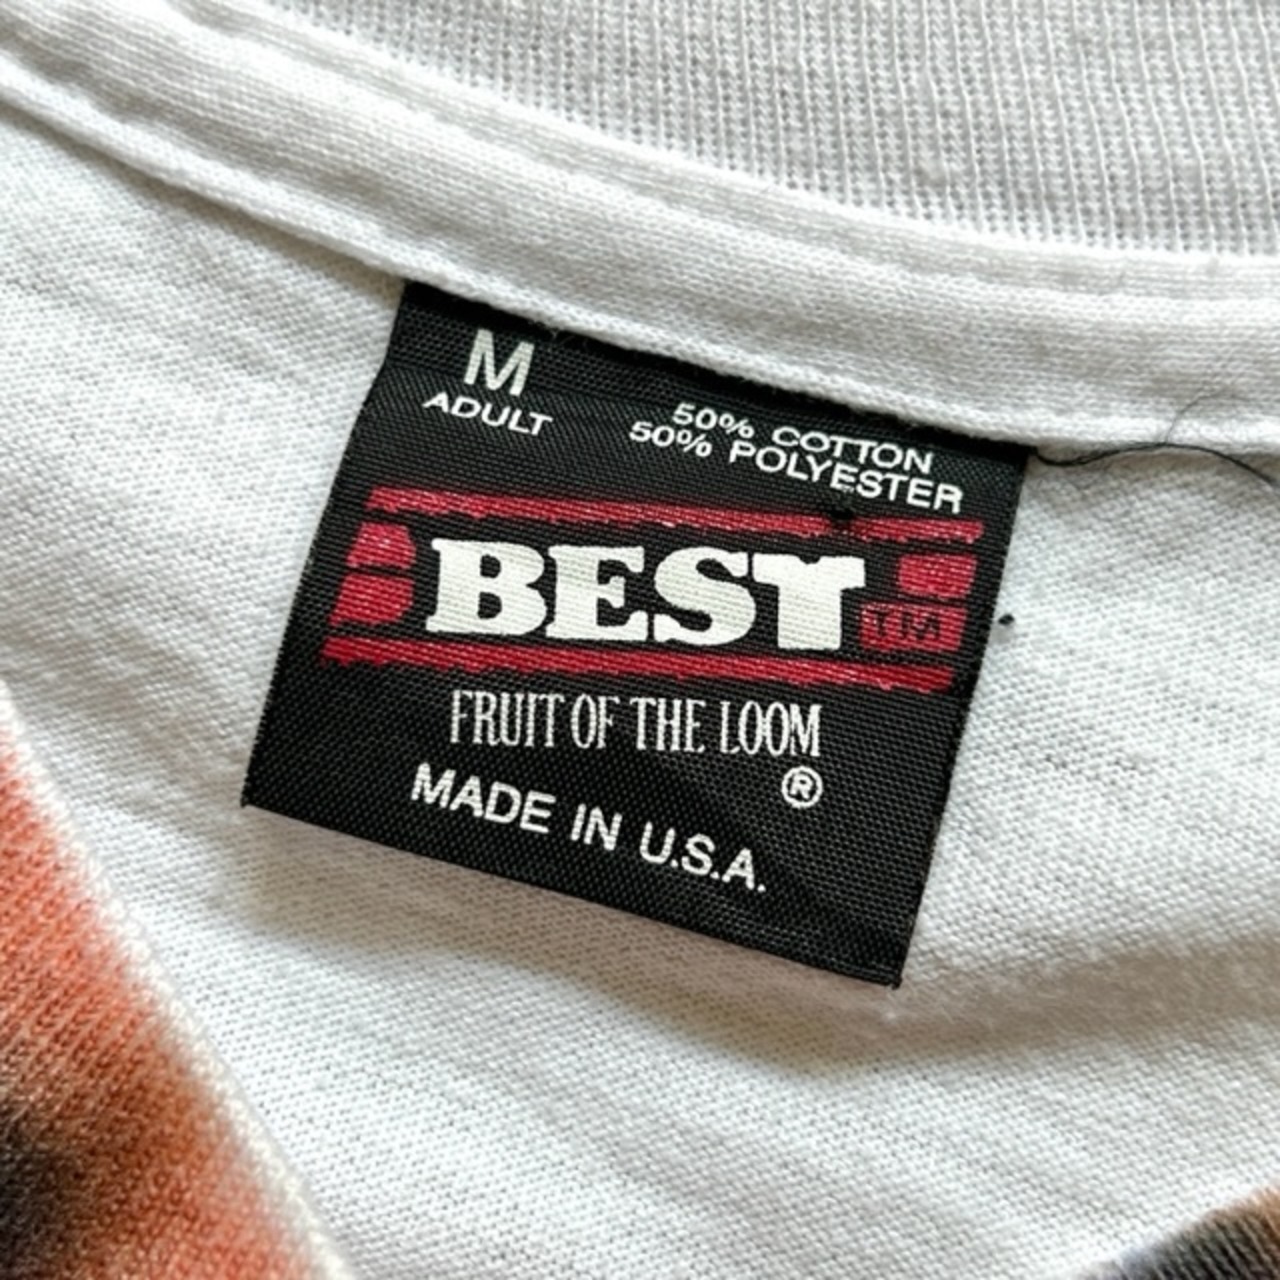 M
ADULT
50% COTTON
50% POLYESTER
BEST
TM
FRUIT OF THE LOOM
®
MADE IN U.S.A.